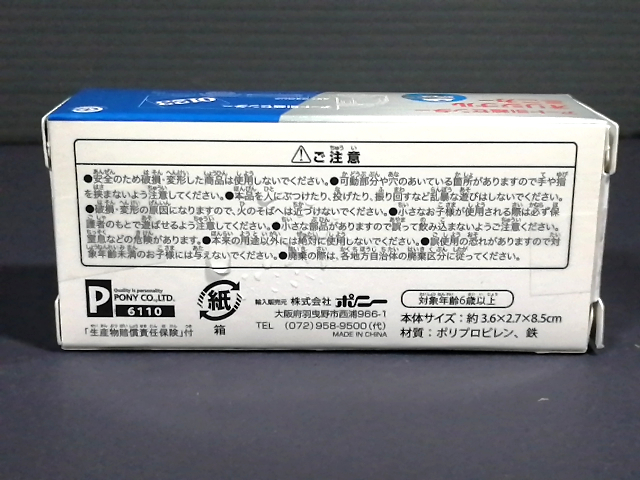 0123
⚠ご注意
●安全のため破損・変形した商品は使用しないでください。●可動部分や穴のあいている箇所がありますので手や指
を挟まないよう注意してください。●本品を人にぶつけたり、投げたり、振り回すなど乱暴な遊びはしないでください。
●破損・変形の原因になりますので、火のそばへは近づけないでください。●小さなお子様が使用される際は必ず保
護者のもとで遊ばせるようにしてください。●小さな部品がありますので誤って飲み込まないようご注意ください。
窒息などの危険があります。●本来の用途以外には絶対に使用しないでください。●誤使用の恐れがありますので対
象年齢未満のお子様には与えないでください。●廃棄の際は、各地方自治体の廃棄区分に従ってください。
P
Quality is personality
PONY CO.,LTD.
6110
「生産物賠償責任保険」付
紙
箱
輸入販売元 株式会社 ポニー
大阪府羽曳野市西浦966-1
TEL (072)958-9500(代)
MADE IN CHINA
対象年齢6歳以上
本体サイズ:約3.6×2.7×8.5cm
材質:ポリプロピレン、鉄